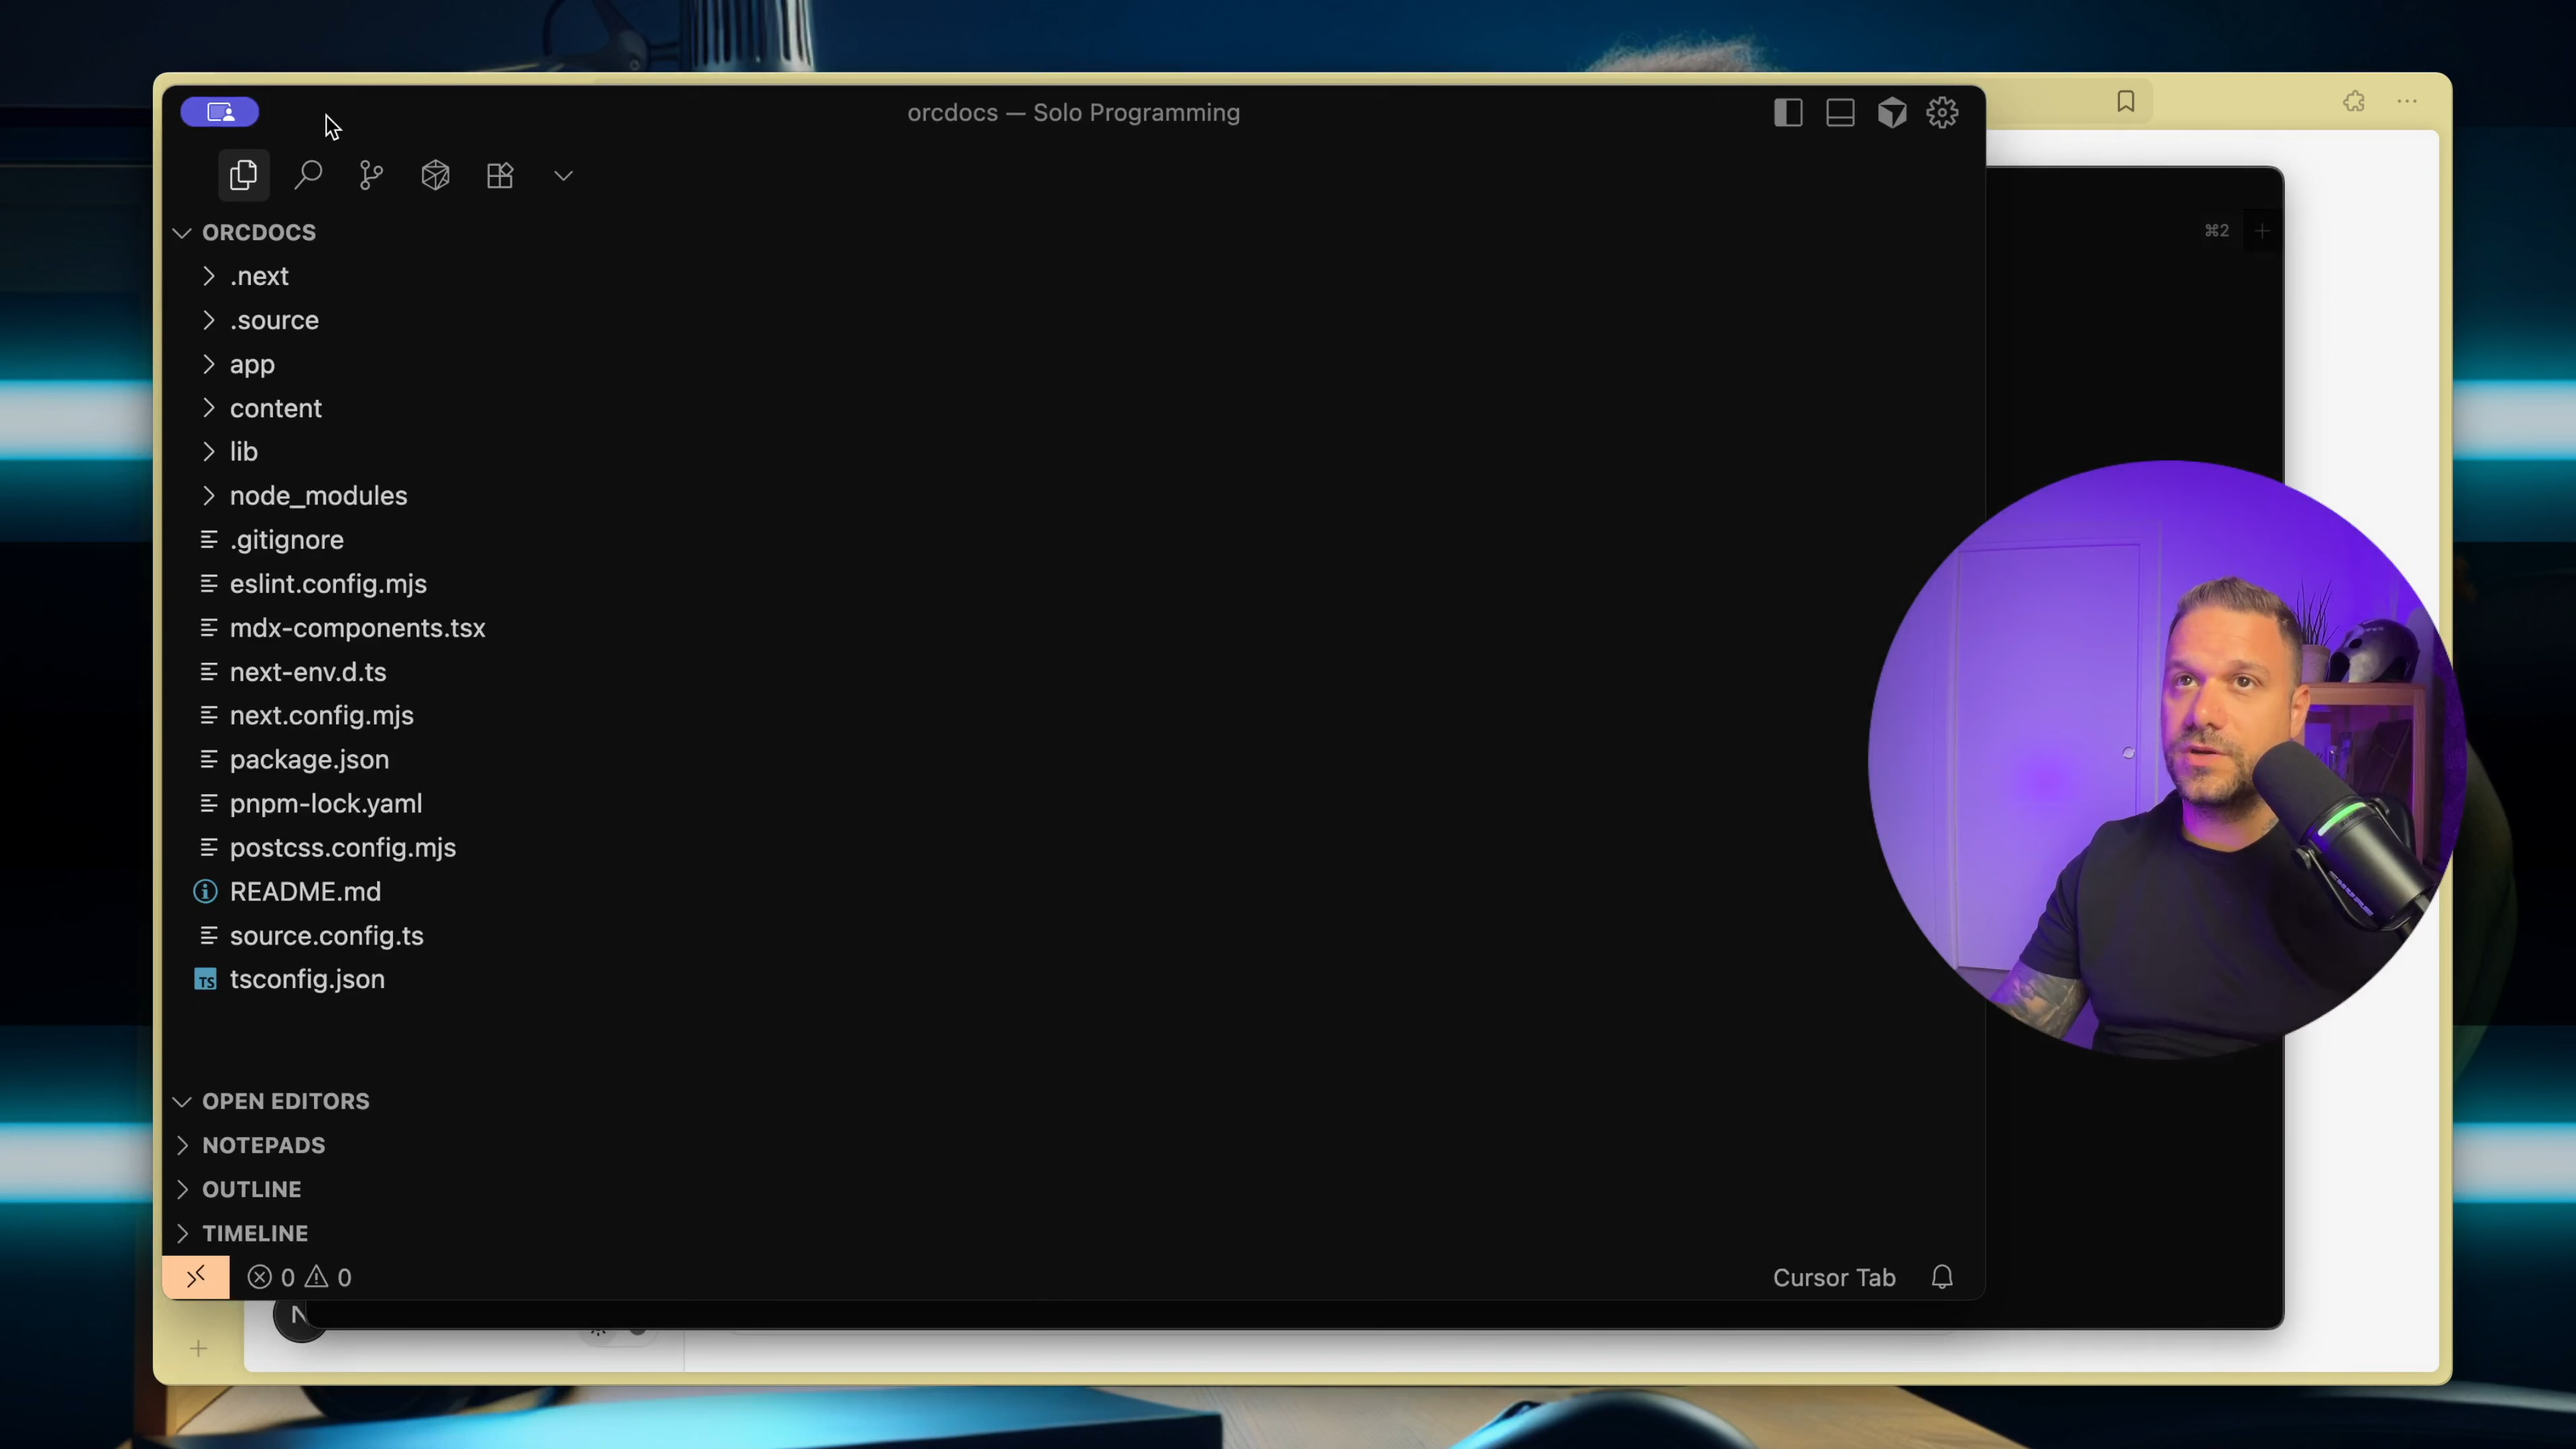 orcdocs — Solo Programming
⌘2
ORCDOCS
.next
.source
app
content
lib
node_modules
.gitignore
eslint.config.mjs
mdx-components.tsx
next-env.d.ts
next.config.mjs
package.json
pnpm-lock.yaml
postcss.config.mjs
README.md
source.config.ts
TS tsconfig.json
OPEN EDITORS
NOTEPADS
OUTLINE
TIMELINE
0 0
Cursor Tab
N